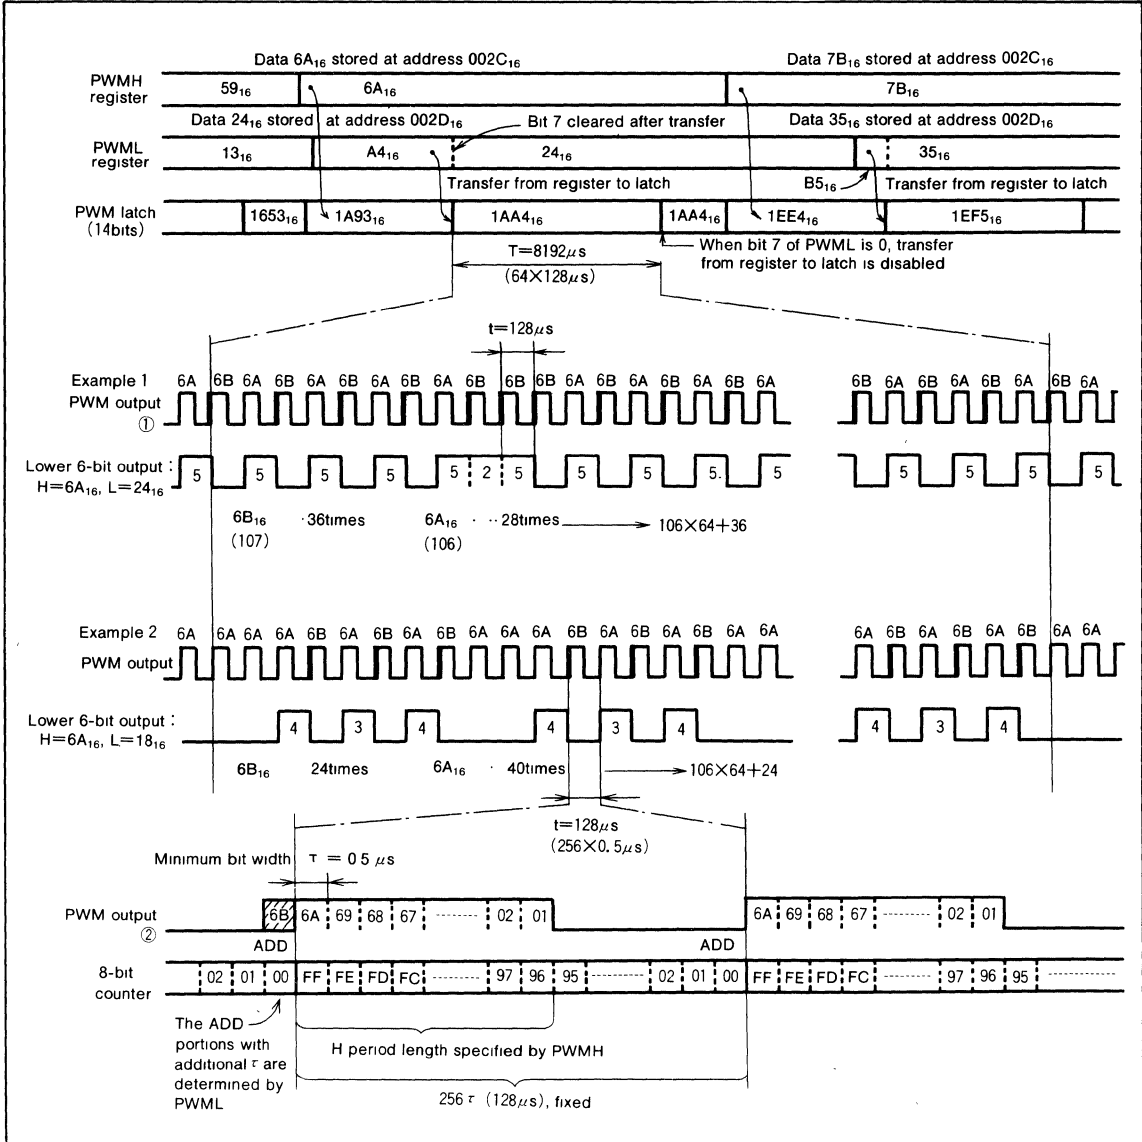 Data 6A₁₆ stored at address 002C₁₆ Data 7B₁₆ stored at address 002C₁₆
PWMH register 59₁₆ 6A₁₆ 7B₁₆
Data 24₁₆ stored at address 002D₁₆ Bit 7 cleared after transfer Data 35₁₆ stored at address 002D₁₆
PWML register 13₁₆ A4₁₆ 24₁₆ 35₁₆
Transfer from register to latch B5₁₆ Transfer from register to latch
PWM latch (14bits) 1653₁₆ 1A93₁₆ 1AA4₁₆ 1AA4₁₆ 1EE4₁₆ 1EF5₁₆
T=8192μs
(64×128μs)
When bit 7 of PWML is 0, transfer
from register to latch is disabled
t=128μs
Example 1 6A 6B 6A 6B 6A 6B 6A 6B 6A 6B 6B 6B 6A 6B 6A 6B 6A 6B 6A 6B 6A 6B 6A 6B 6A 6B 6A
PWM output
①
Lower 6-bit output :
H=6A₁₆, L=24₁₆
5 5 5 5 5 2 5 5 5 5 5 5 5 5
6B₁₆ · 36times 6A₁₆ · ·· 28times 106×64+36
(107) (106)
Example 2 6A 6A 6A 6A 6B 6A 6B 6A 6B 6A 6A 6A 6B 6A 6B 6A 6B 6A 6A 6A 6B 6A 6B 6A 6B 6A 6A
PWM output
Lower 6-bit output :
H=6A₁₆, L=18₁₆
4 3 4 4 3 4 4 3 4
6B₁₆ 24times 6A₁₆ · 40times 106×64+24
t=128μs
(256×0.5μs)
Minimum bit width τ = 0 5 μs
PWM output
②
6B 6A 69 68 67 -------- 02 01 6A 69 68 67 -------- 02 01
ADD ADD
8-bit counter 02 01 00 FF FE FD FC -------- 97 96 95 -------- 02 01 00 FF FE FD FC -------- 97 96 95 --------
The ADD
portions with
additional τ are
determined by
PWML
H period length specified by PWMH
256 τ (128μs), fixed